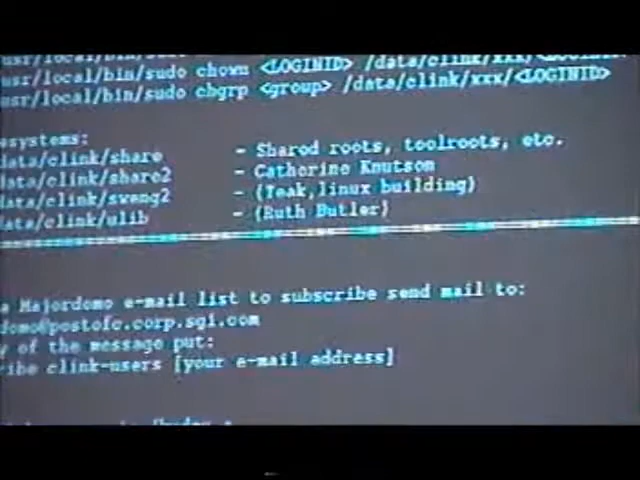 usr/local/bin/sudo chown <LOGINID> /data/clink/xxx/<LOGINID>
usr/local/bin/sudo chgrp <group> /data/clink/xxx/<LOGINID>
esystems:
data/clink/share - Shared roots, toolroots, etc.
data/clink/share2 - Catherine Knutson
data/clink/sweng2 - (Teak,linux building)
data/clink/ulib - (Ruth Butler)
a Majordomo e-mail list to subscribe send mail to:
domo@postofc.corp.sgi.com
y of the message put:
ribe clink-users [your e-mail address]